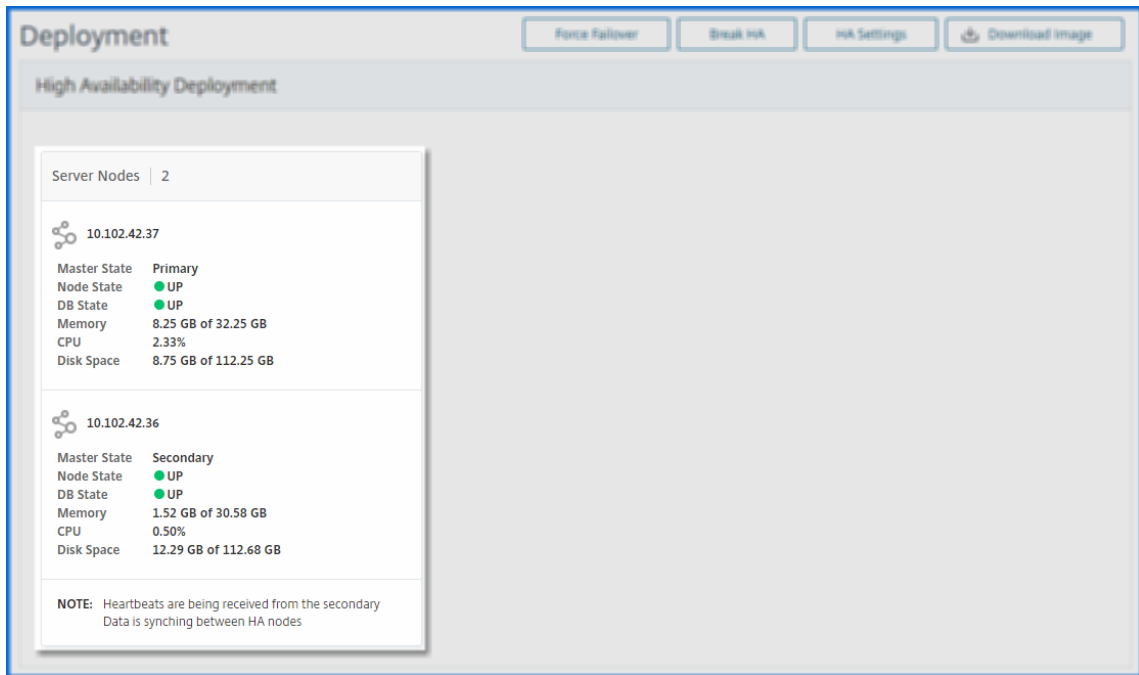 Deployment
Force Failover
Break HA
HA Settings
Download Image
High Availability Deployment
Server Nodes | 2
10.102.42.37
Master State Primary
Node State UP
DB State UP
Memory 8.25 GB of 32.25 GB
CPU 2.33%
Disk Space 8.75 GB of 112.25 GB
10.102.42.36
Master State Secondary
Node State UP
DB State UP
Memory 1.52 GB of 30.58 GB
CPU 0.50%
Disk Space 12.29 GB of 112.68 GB
NOTE: Heartbeats are being received from the secondary
Data is synching between HA nodes